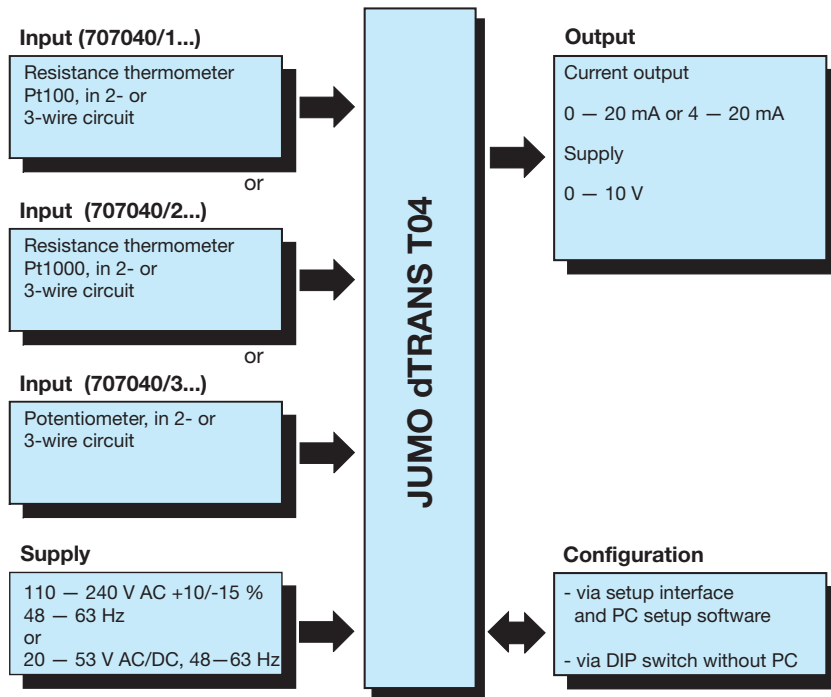 Input (707040/1...)
Resistance thermometer
Pt100, in 2- or
3-wire circuit
or
Input (707040/2...)
Resistance thermometer
Pt1000, in 2- or
3-wire circuit
or
Input (707040/3...)
Potentiometer, in 2- or
3-wire circuit
Supply
110 — 240 V AC +10/-15 %
48 — 63 Hz
or
20 — 53 V AC/DC, 48—63 Hz
JUMO dTRANS T04
Output
Current output
0 — 20 mA or 4 — 20 mA
Supply
0 — 10 V
Configuration
- via setup interface
and PC setup software
- via DIP switch without PC